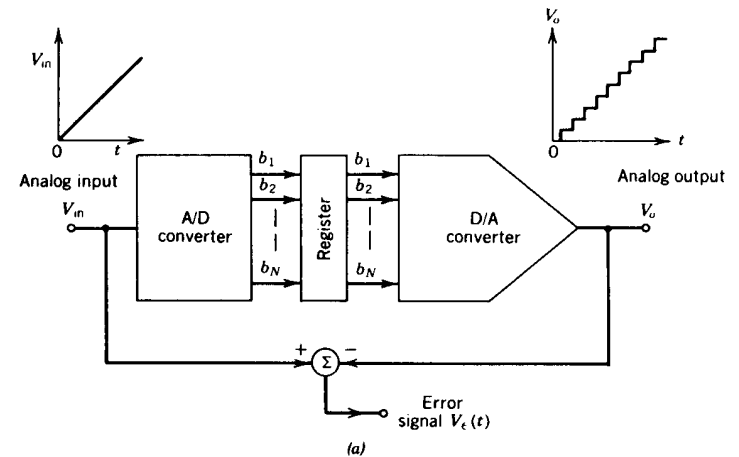 V_in
0
t
V_o
0
t
Analog input
V_in
A/D
converter
b_1
b_2
b_N
Register
b_1
b_2
b_N
D/A
converter
Analog output
V_o
+
Σ
−
Error
signal V_ϵ(t)
(a)